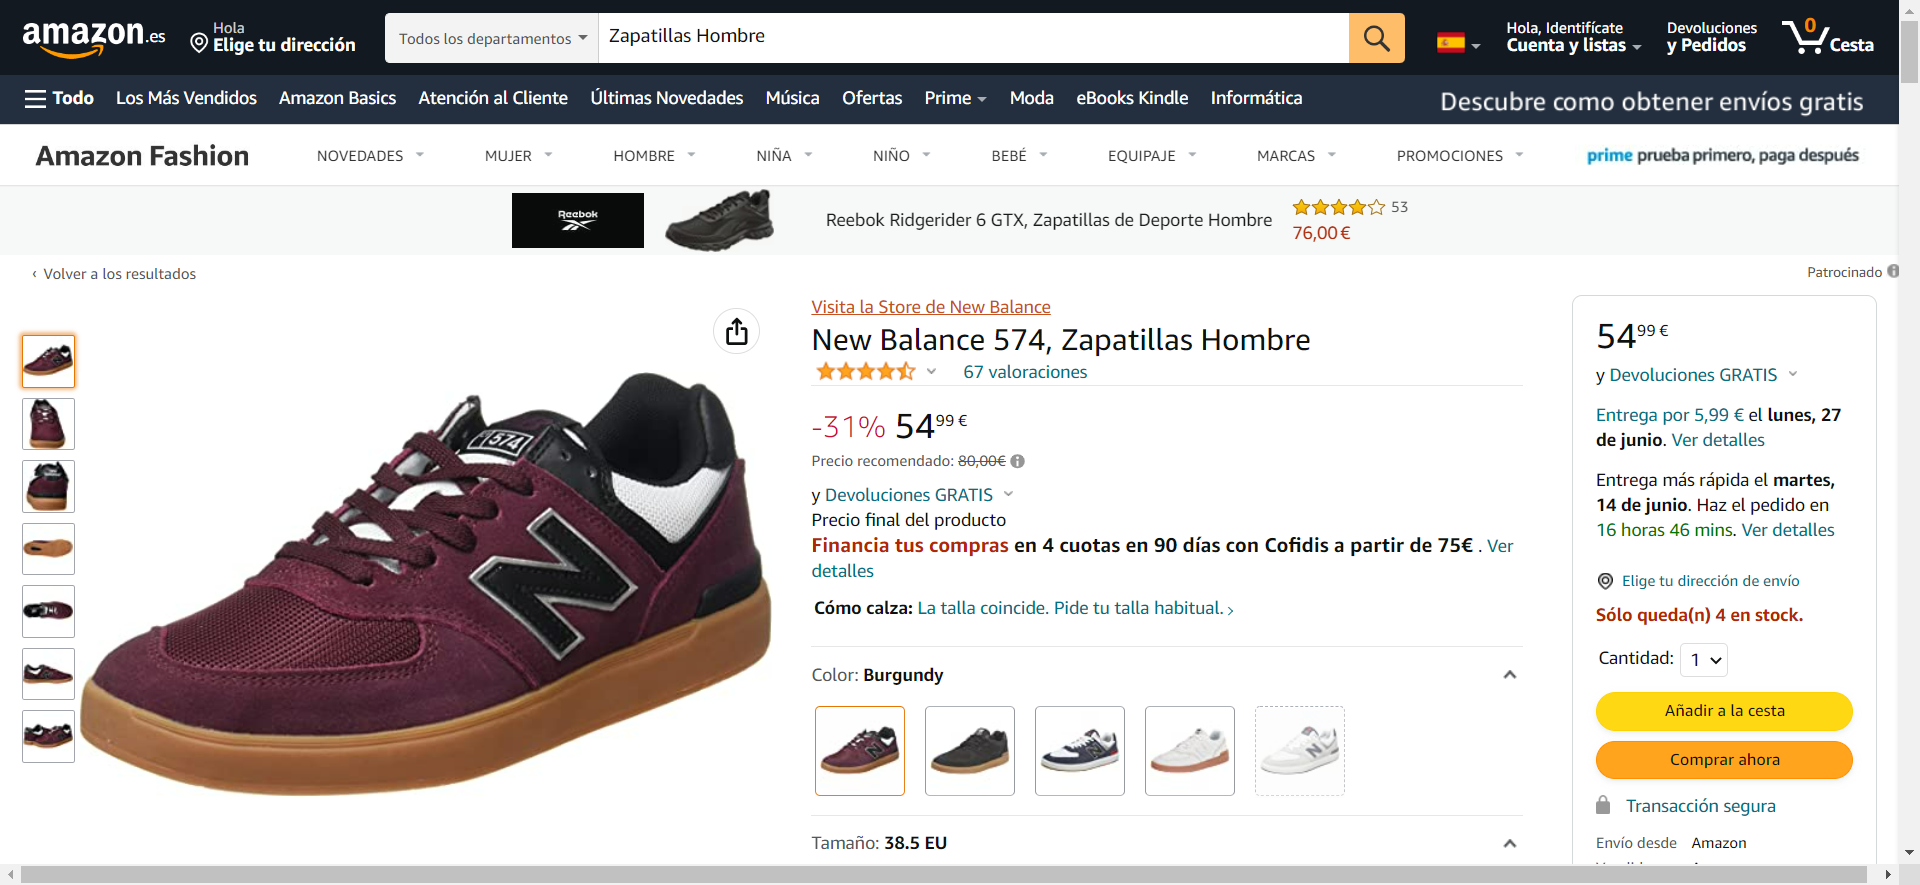 amazon.es
Hola
Elige tu dirección
Todos los departamentos
Zapatillas Hombre
Hola, Identifícate
Cuenta y listas
Devoluciones
y Pedidos
0
Cesta
Todo
Los Más Vendidos
Amazon Basics
Atención al Cliente
Últimas Novedades
Música
Ofertas
Prime
Moda
eBooks Kindle
Informática
Descubre como obtener envíos gratis
Amazon Fashion
NOVEDADES
MUJER
HOMBRE
NIÑA
NIÑO
BEBÉ
EQUIPAJE
MARCAS
PROMOCIONES
prime prueba primero, paga después
Reebok
Reebok Ridgerider 6 GTX, Zapatillas de Deporte Hombre
53
76,00 €
‹ Volver a los resultados
Patrocinado
574
N
Visita la Store de New Balance
New Balance 574, Zapatillas Hombre
67 valoraciones
-31% 54 99 €
Precio recomendado: 80,00€
y Devoluciones GRATIS
Precio final del producto
Financia tus compras en 4 cuotas en 90 días con Cofidis a partir de 75€ . Ver
detalles
Cómo calza: La talla coincide. Pide tu talla habitual. ›
Color: Burgundy
Tamaño: 38.5 EU
54 99 €
y Devoluciones GRATIS
Entrega por 5,99 € el lunes, 27
de junio. Ver detalles
Entrega más rápida el martes,
14 de junio. Haz el pedido en
16 horas 46 mins. Ver detalles
Elige tu dirección de envío
Sólo queda(n) 4 en stock.
Cantidad: 1
Añadir a la cesta
Comprar ahora
Transacción segura
Envío desde Amazon